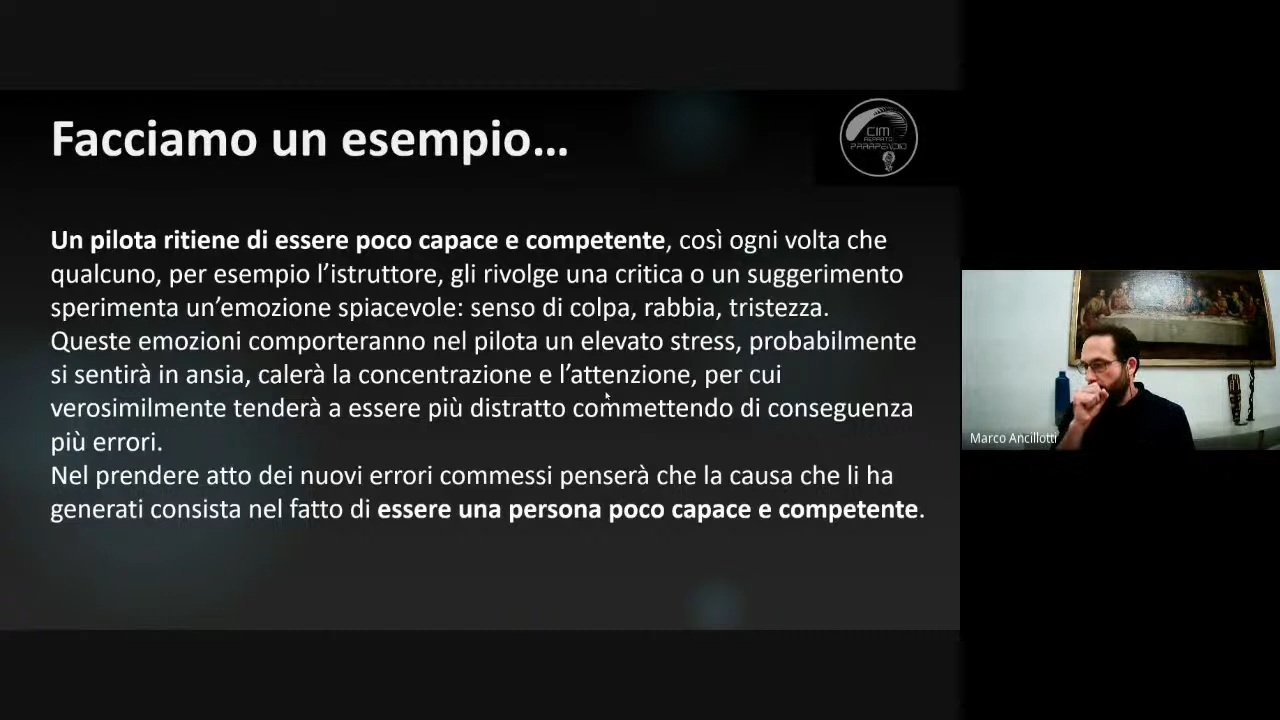 Facciamo un esempio...
CIM
REPARTO
PARAPENDIO
Un pilota ritiene di essere poco capace e competente, così ogni volta che
qualcuno, per esempio l’istruttore, gli rivolge una critica o un suggerimento
sperimenta un’emozione spiacevole: senso di colpa, rabbia, tristezza.
Queste emozioni comporteranno nel pilota un elevato stress, probabilmente
si sentirà in ansia, calerà la concentrazione e l’attenzione, per cui
verosimilmente tenderà a essere più distratto commettendo di conseguenza
più errori.
Nel prendere atto dei nuovi errori commessi penserà che la causa che li ha
generati consista nel fatto di essere una persona poco capace e competente.
Marco Ancillotti